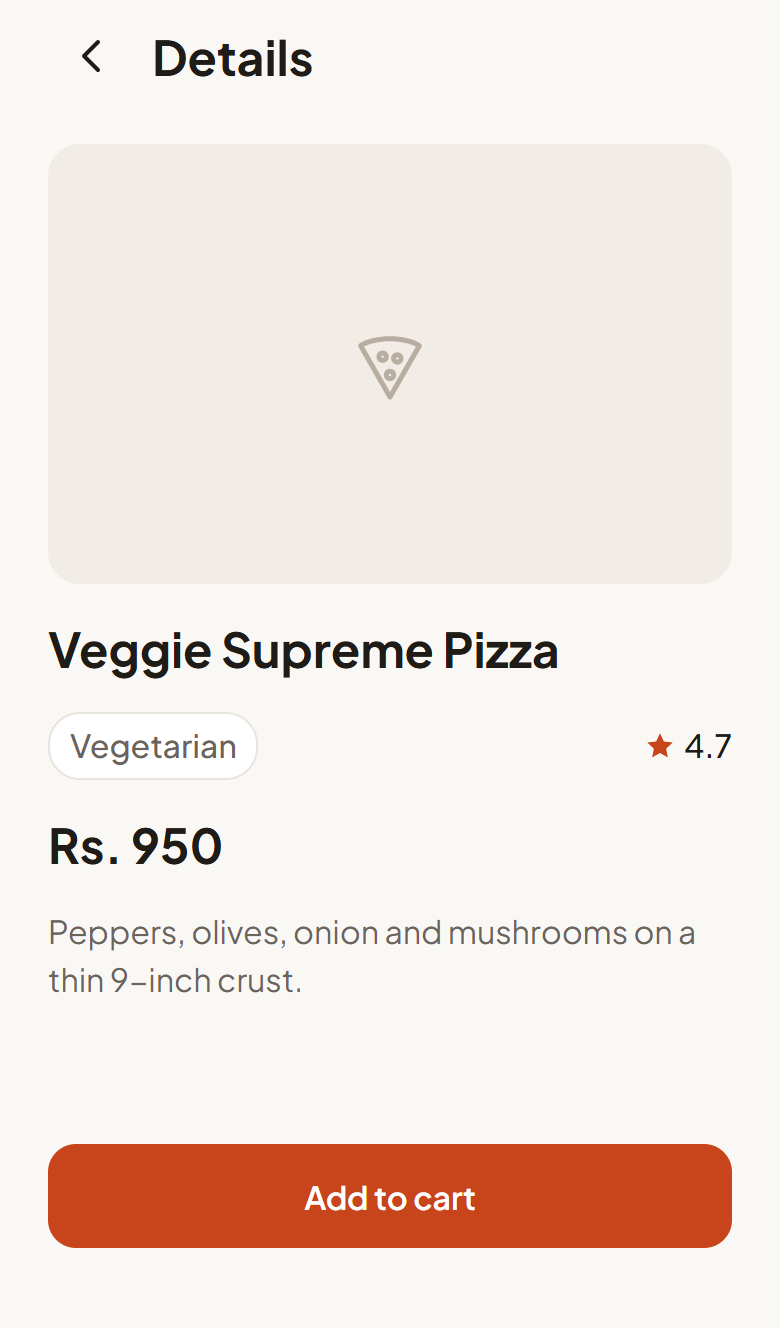 Details
Veggie Supreme Pizza
Vegetarian
4.7
Rs. 950
Peppers, olives, onion and mushrooms on a
thin 9–inch crust.
Add to cart